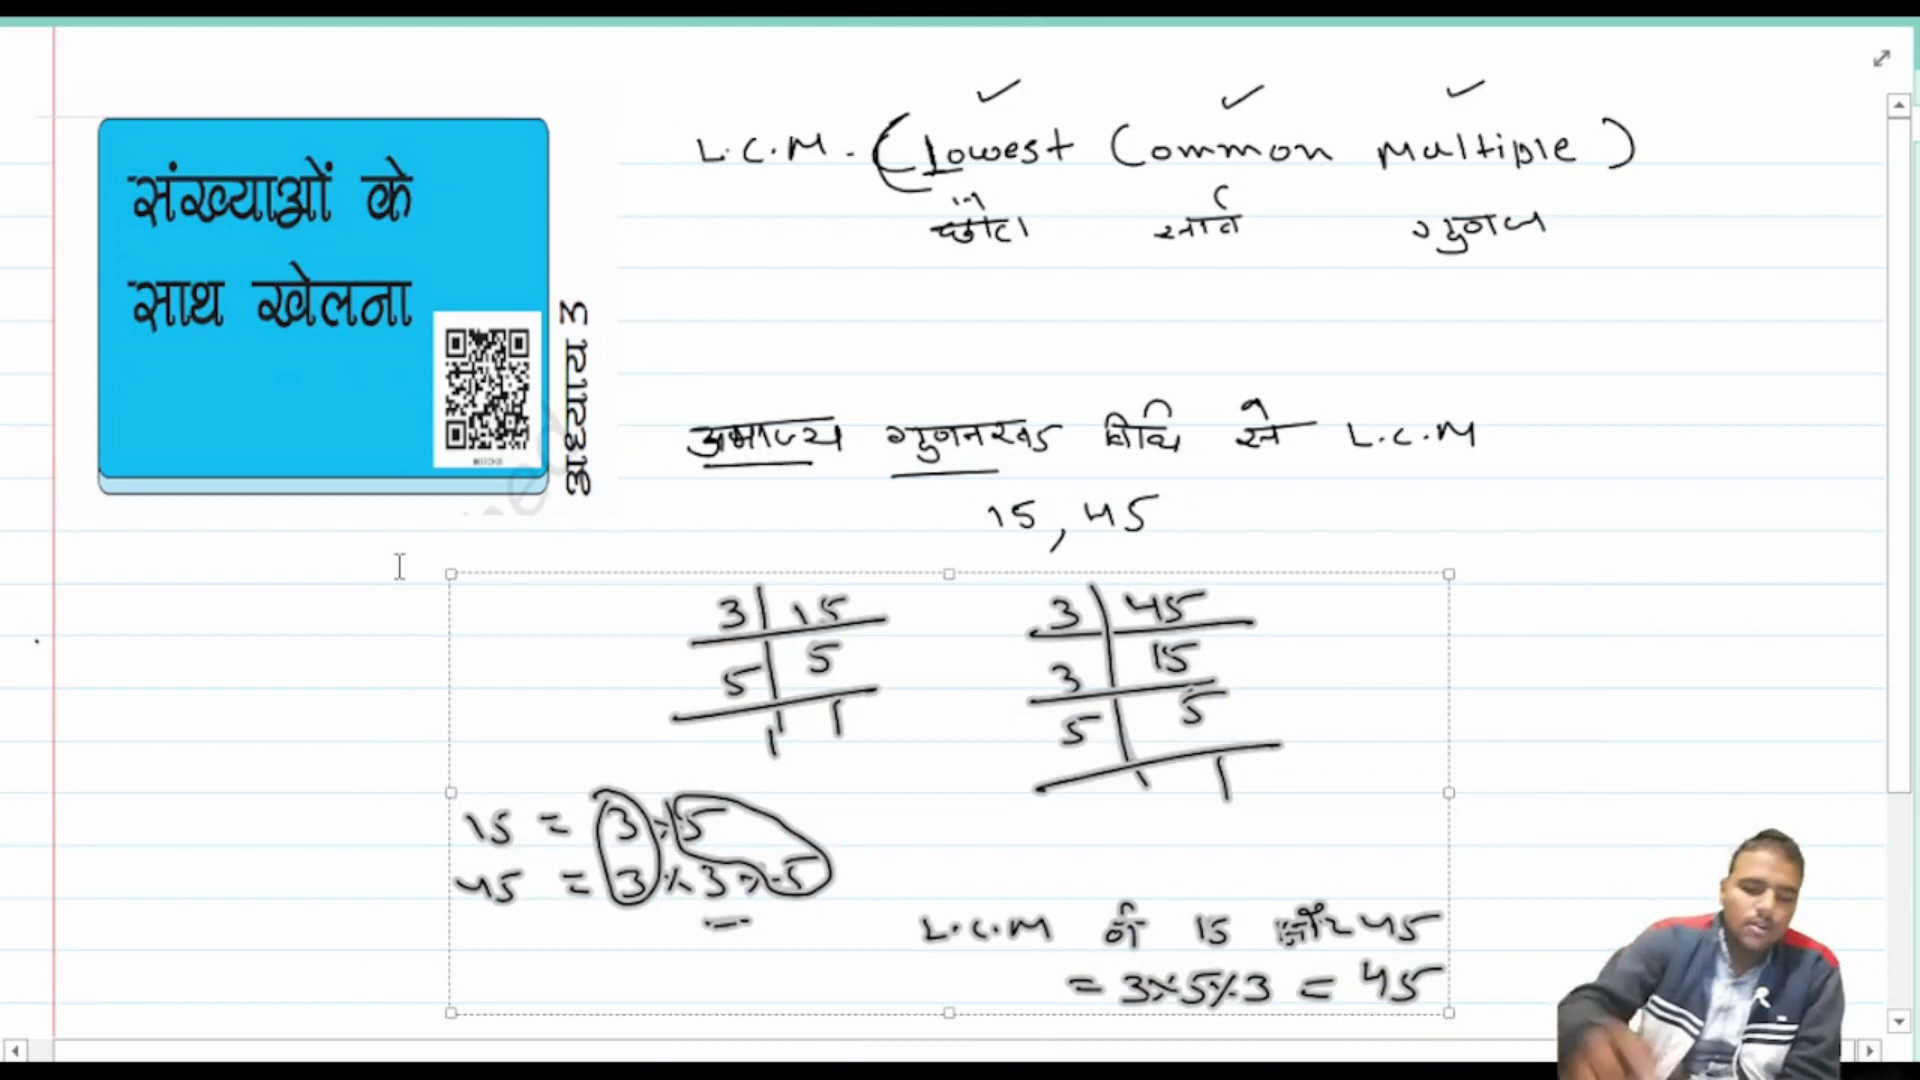 संख्याओं के
साथ खेलना
अध्याय 3
L.C.M. (Lowest Common Multiple)
छोटा सार्व गुणज
अभाज्य गुणनखंड विधि से L.C.M
15, 45
3 15
5 5
1 1
3 45
3 15
5 5
1
15 = 3×5
45 = 3×3×5
L.C.M of 15 और 45
= 3×5×3 = 45